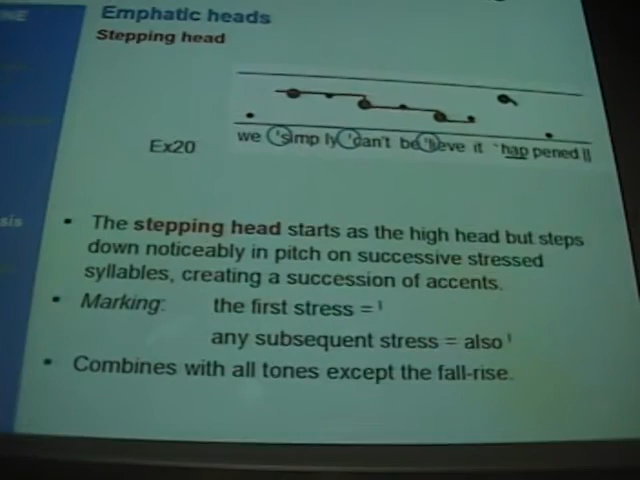 NE
Emphatic heads
Stepping head
Ex20
we 'simp ly 'can't be'lieve it `hap pened ||
sis
▪ The stepping head starts as the high head but steps
down noticeably in pitch on successive stressed
syllables, creating a succession of accents.
▪ Marking: the first stress = ˈ
any subsequent stress = also ˈ
▪ Combines with all tones except the fall-rise.